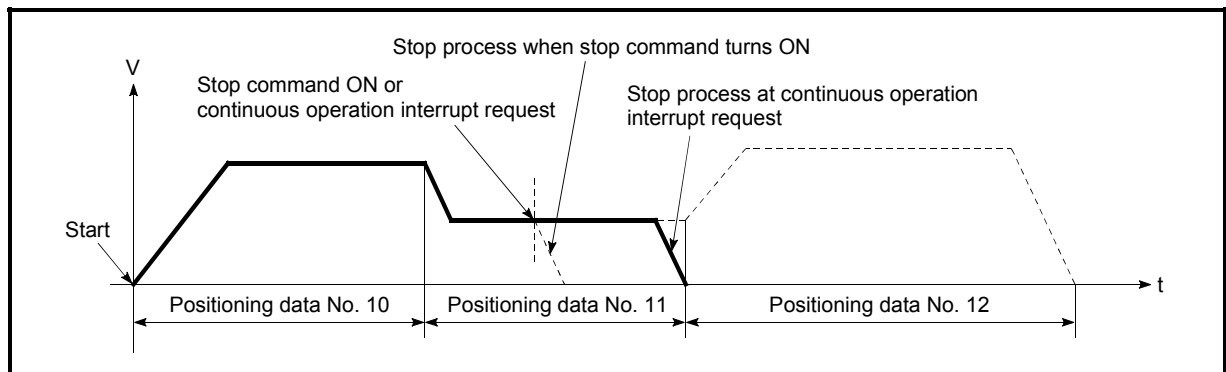 Stop process when stop command turns ON
V
Stop command ON or
continuous operation interrupt request
Stop process at continuous operation
interrupt request
Start
t
Positioning data No. 10
Positioning data No. 11
Positioning data No. 12